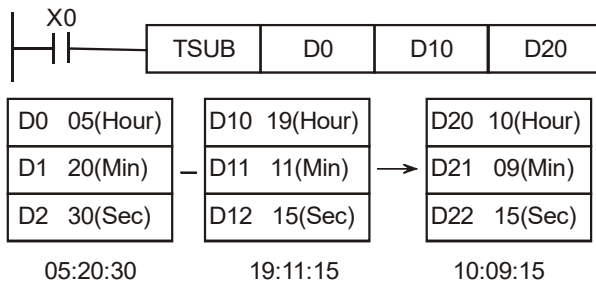 X0
TSUB D0 D10 D20
D0 05(Hour) D10 19(Hour) D20 10(Hour)
D1 20(Min) – D11 11(Min) → D21 09(Min)
D2 30(Sec) D12 15(Sec) D22 15(Sec)
05:20:30 19:11:15 10:09:15